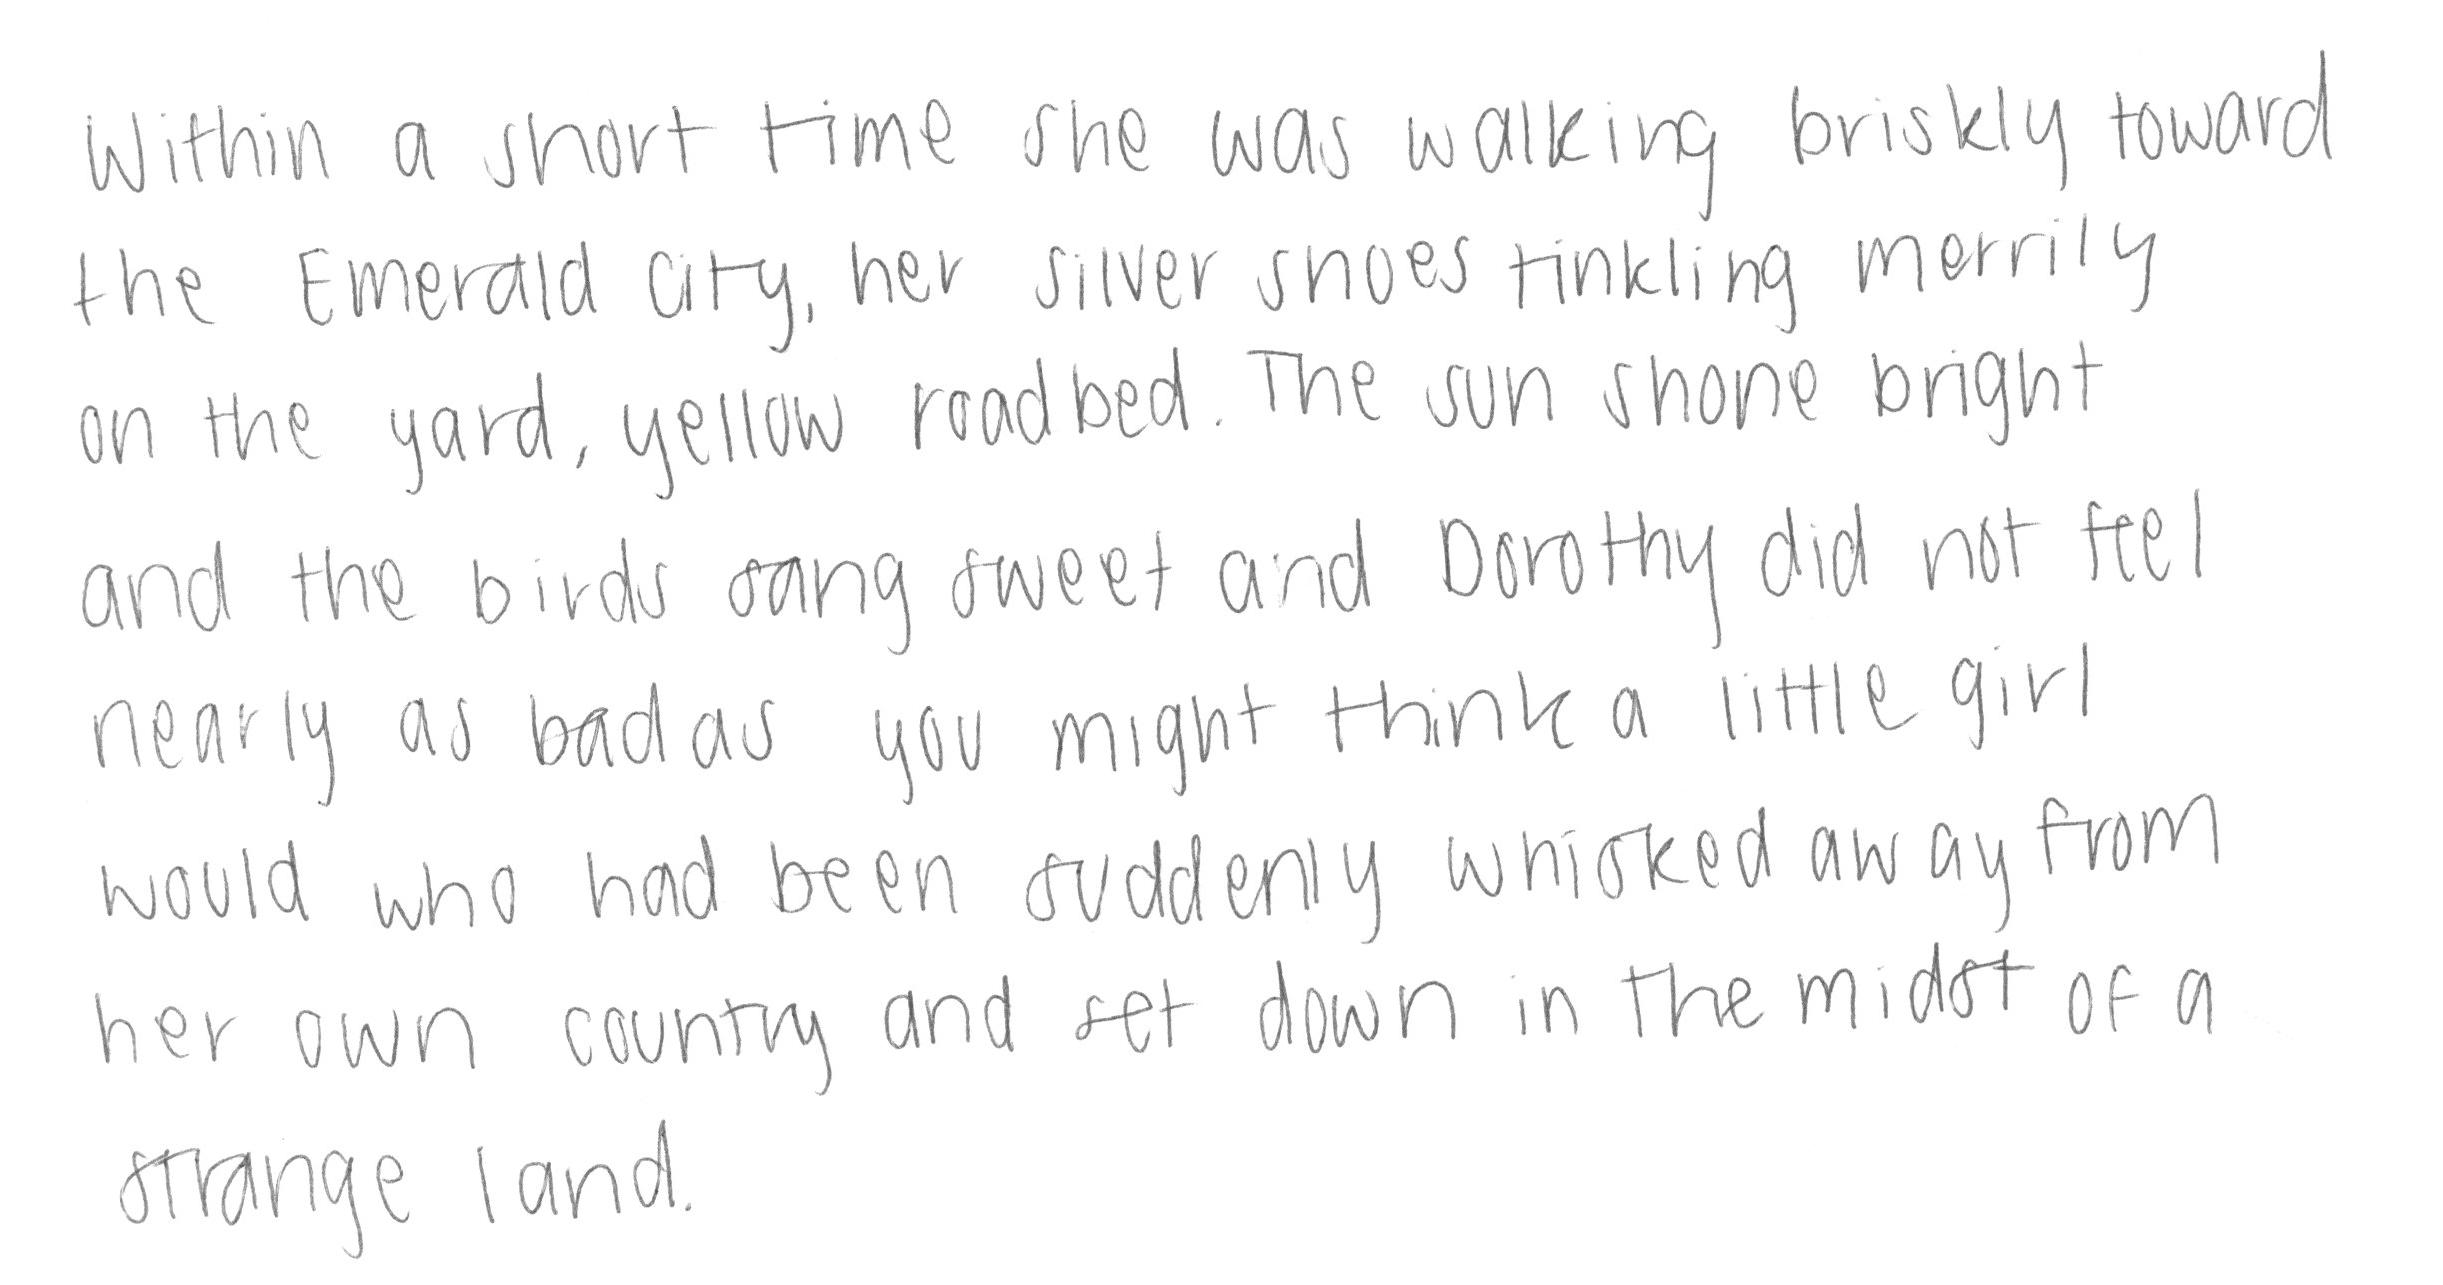 Within a short time she was walking briskly toward
the Emerald City, her silver shoes tinkling merrily
on the yard, yellow roadbed. The sun shone bright
and the birds sang sweet and Dorothy did not feel
nearly as bad as you might think a little girl
would who had been suddenly whisked away from
her own country and set down in the midst of a
strange land.